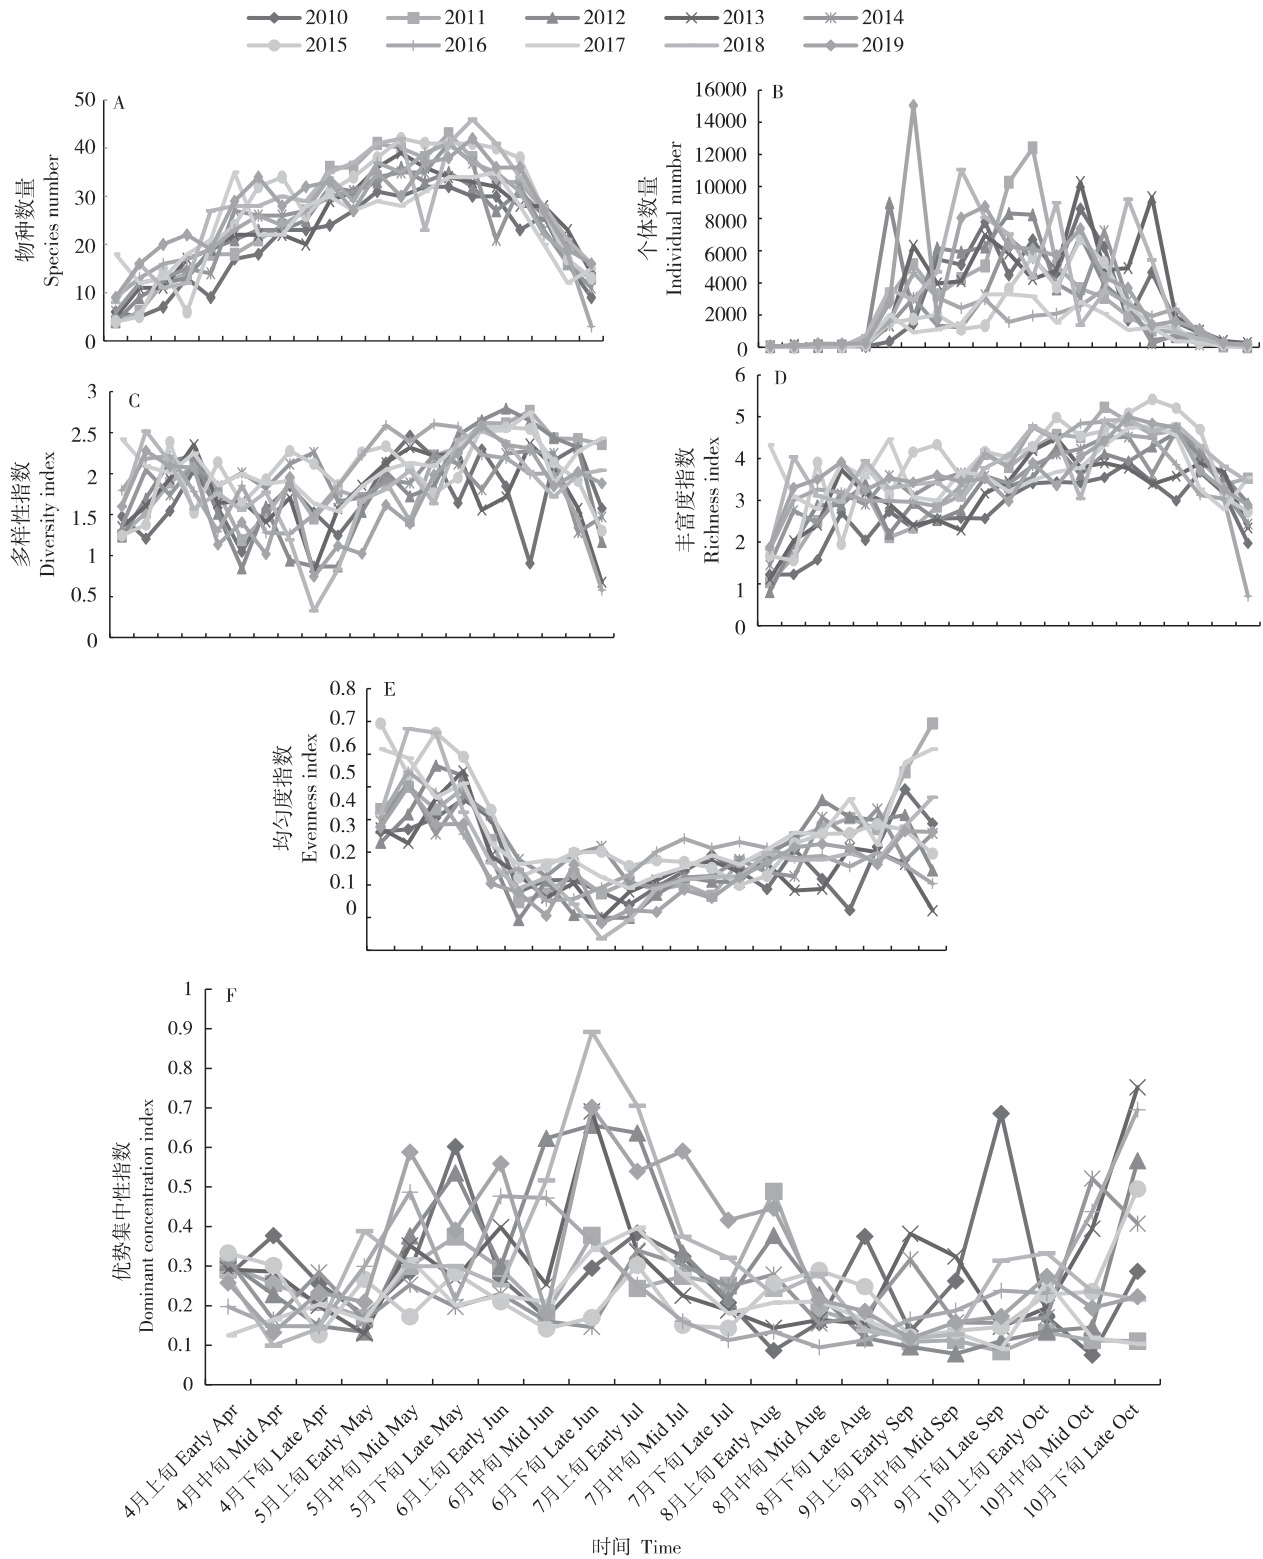 2010 2011 2012 2013 2014
2015 2016 2017 2018 2019
A
50
40
30
20
10
0
物种数量
Species number
B
16000
14000
12000
10000
8000
6000
4000
2000
0
个体数量
Individual number
C
3
2.5
2
1.5
1
0.5
0
多样性指数
Diversity index
D
6
5
4
3
2
1
0
丰富度指数
Richness index
E
0.8
0.7
0.6
0.5
0.4
0.3
0.2
0.1
0
均匀度指数
Evenness index
F
1
0.9
0.8
0.7
0.6
0.5
0.4
0.3
0.2
0.1
0
优势集中性指数
Dominant concentration index
4月上旬 Early Apr
4月中旬 Mid Apr
4月下旬 Late Apr
5月上旬 Early May
5月中旬 Mid May
5月下旬 Late May
6月上旬 Early Jun
6月中旬 Mid Jun
6月下旬 Late Jun
7月上旬 Early Jul
7月中旬 Mid Jul
7月下旬 Late Jul
8月上旬 Early Aug
8月中旬 Mid Aug
8月下旬 Late Aug
9月上旬 Early Sep
9月中旬 Mid Sep
9月下旬 Late Sep
10月上旬 Early Oct
10月中旬 Mid Oct
10月下旬 Late Oct
时间 Time